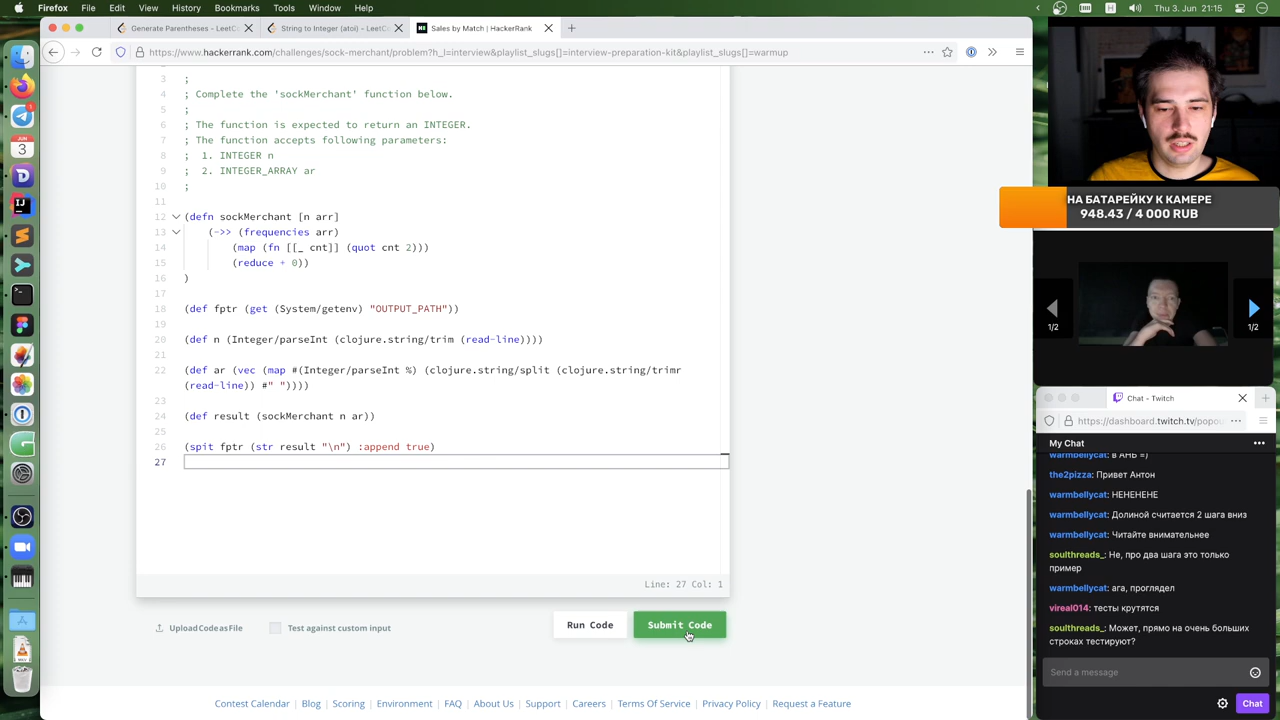 Firefox File Edit View History Bookmarks Tools Window Help
Generate Parentheses - LeetC
String to Integer (atoi) - LeetC
Sales by Match | HackerRank
https://www.hackerrank.com/challenges/sock-merchant/problem?h_l=interview&playlist_slugs[]=interview-preparation-kit&playlist_slugs[]=warmup
3 ;
4 ; Complete the 'sockMerchant' function below.
5 ;
6 ; The function is expected to return an INTEGER.
7 ; The function accepts following parameters:
8 ;  1. INTEGER n
9 ;  2. INTEGER_ARRAY ar
10 ;
11
12 (defn sockMerchant [n arr]
13 (->> (frequencies arr)
14 (map (fn [[_ cnt]] (quot cnt 2)))
15 (reduce + 0))
16 )
17
18 (def fptr (get (System/getenv) "OUTPUT_PATH"))
19
20 (def n (Integer/parseInt (clojure.string/trim (read-line))))
21
22 (def ar (vec (map #(Integer/parseInt %) (clojure.string/split (clojure.string/trimr
(read-line)) #" "))))
23
24 (def result (sockMerchant n ar))
25
26 (spit fptr (str result "\n") :append true)
27
Line: 27 Col: 1
Upload Code as File
Test against custom input
Run Code
Submit Code
Contest Calendar | Blog | Scoring | Environment | FAQ | About Us | Support | Careers | Terms Of Service | Privacy Policy | Request a Feature
JUN
3
1
НА БАТАРЕЙКУ К КАМЕРЕ
948.43 / 4 000 RUB
1/2
1/2
Chat - Twitch
https://dashboard.twitch.tv/popou
My Chat
warmbellycat: в АНБ =)
the2pizza: Привет Антон
warmbellycat: НЕНЕНЕНЕ
warmbellycat: Долиной считается 2 шага вниз
warmbellycat: Читайте внимательнее
soulthreads_: Не, про два шага это только
пример
warmbellycat: ага, проглядел
vireal014: тесты крутятся
soulthreads_: Может, прямо на очень больших
строках тестируют?
Send a message
Chat